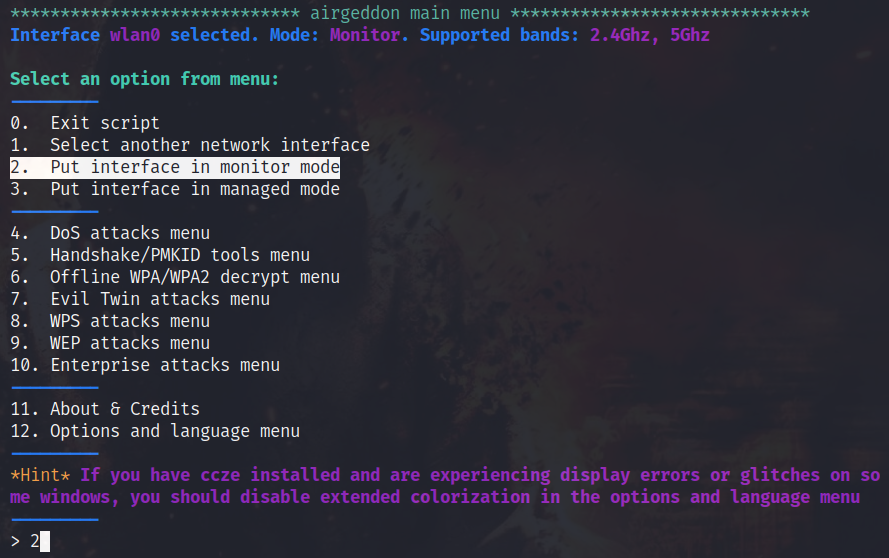 ***************************** airgeddon main menu ******************************
Interface wlan0 selected. Mode: Monitor. Supported bands: 2.4Ghz, 5Ghz
Select an option from menu:
---------
0.  Exit script
1.  Select another network interface
2.  Put interface in monitor mode
3.  Put interface in managed mode
---------
4.  DoS attacks menu
5.  Handshake/PMKID tools menu
6.  Offline WPA/WPA2 decrypt menu
7.  Evil Twin attacks menu
8.  WPS attacks menu
9.  WEP attacks menu
10. Enterprise attacks menu
---------
11. About & Credits
12. Options and language menu
---------
*Hint* If you have ccze installed and are experiencing display errors or glitches on so
me windows, you should disable extended colorization in the options and language menu
---------
> 2